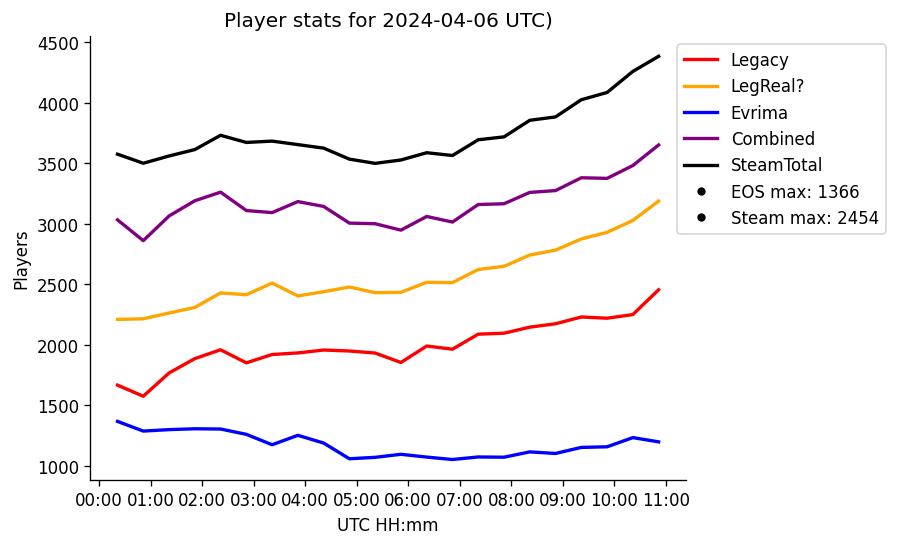 Player stats for 2024-04-06 UTC)
4500
4000
3500
3000
2500
2000
1500
1000
Players
00:00 01:00 02:00 03:00 04:00 05:00 06:00 07:00 08:00 09:00 10:00 11:00
UTC HH:mm
Legacy
LegReal?
Evrima
Combined
SteamTotal
EOS max: 1366
Steam max: 2454